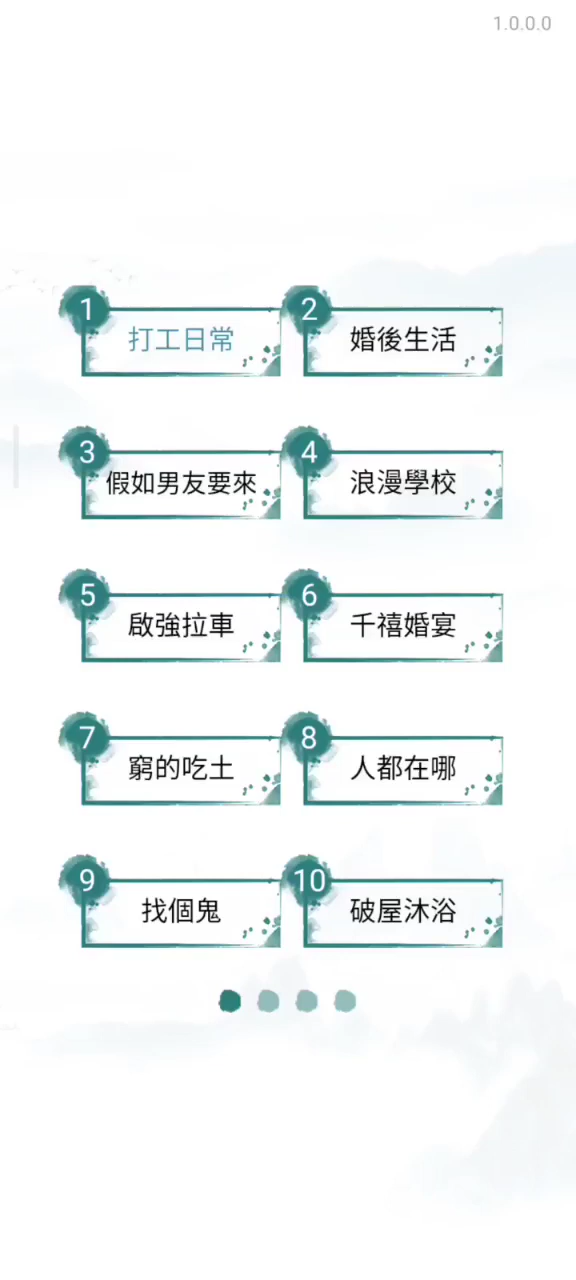 1.0.0.0
1
打工日常
2
婚後生活
3
假如男友要來
4
浪漫學校
5
啟強拉車
6
千禧婚宴
7
窮的吃土
8
人都在哪
9
找個鬼
10
破屋沐浴